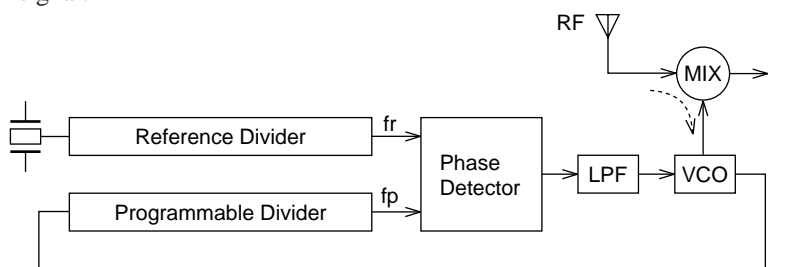 RF
MIX
Reference Divider
fr
Phase
Detector
LPF
VCO
Programmable Divider
fp